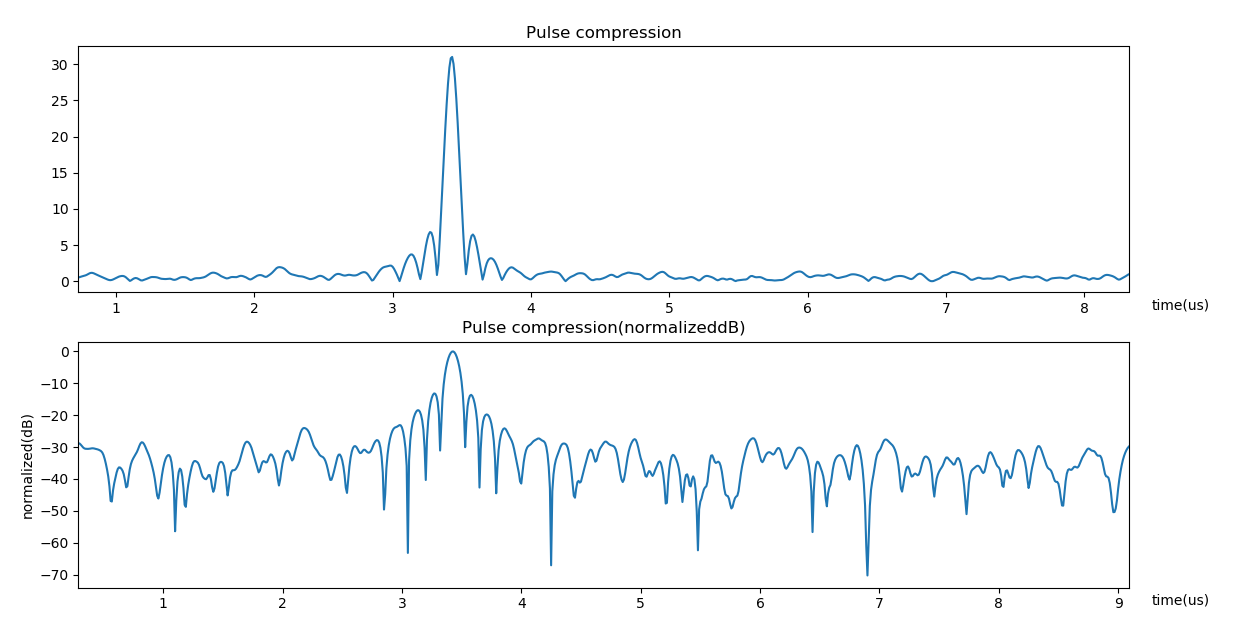 Pulse compression
30
25
20
15
10
5
0
1 2 3 4 5 6 7 8
time(us)
Pulse compression(normalizeddB)
normalized(dB)
0
−10
−20
−30
−40
−50
−60
−70
1 2 3 4 5 6 7 8 9
time(us)